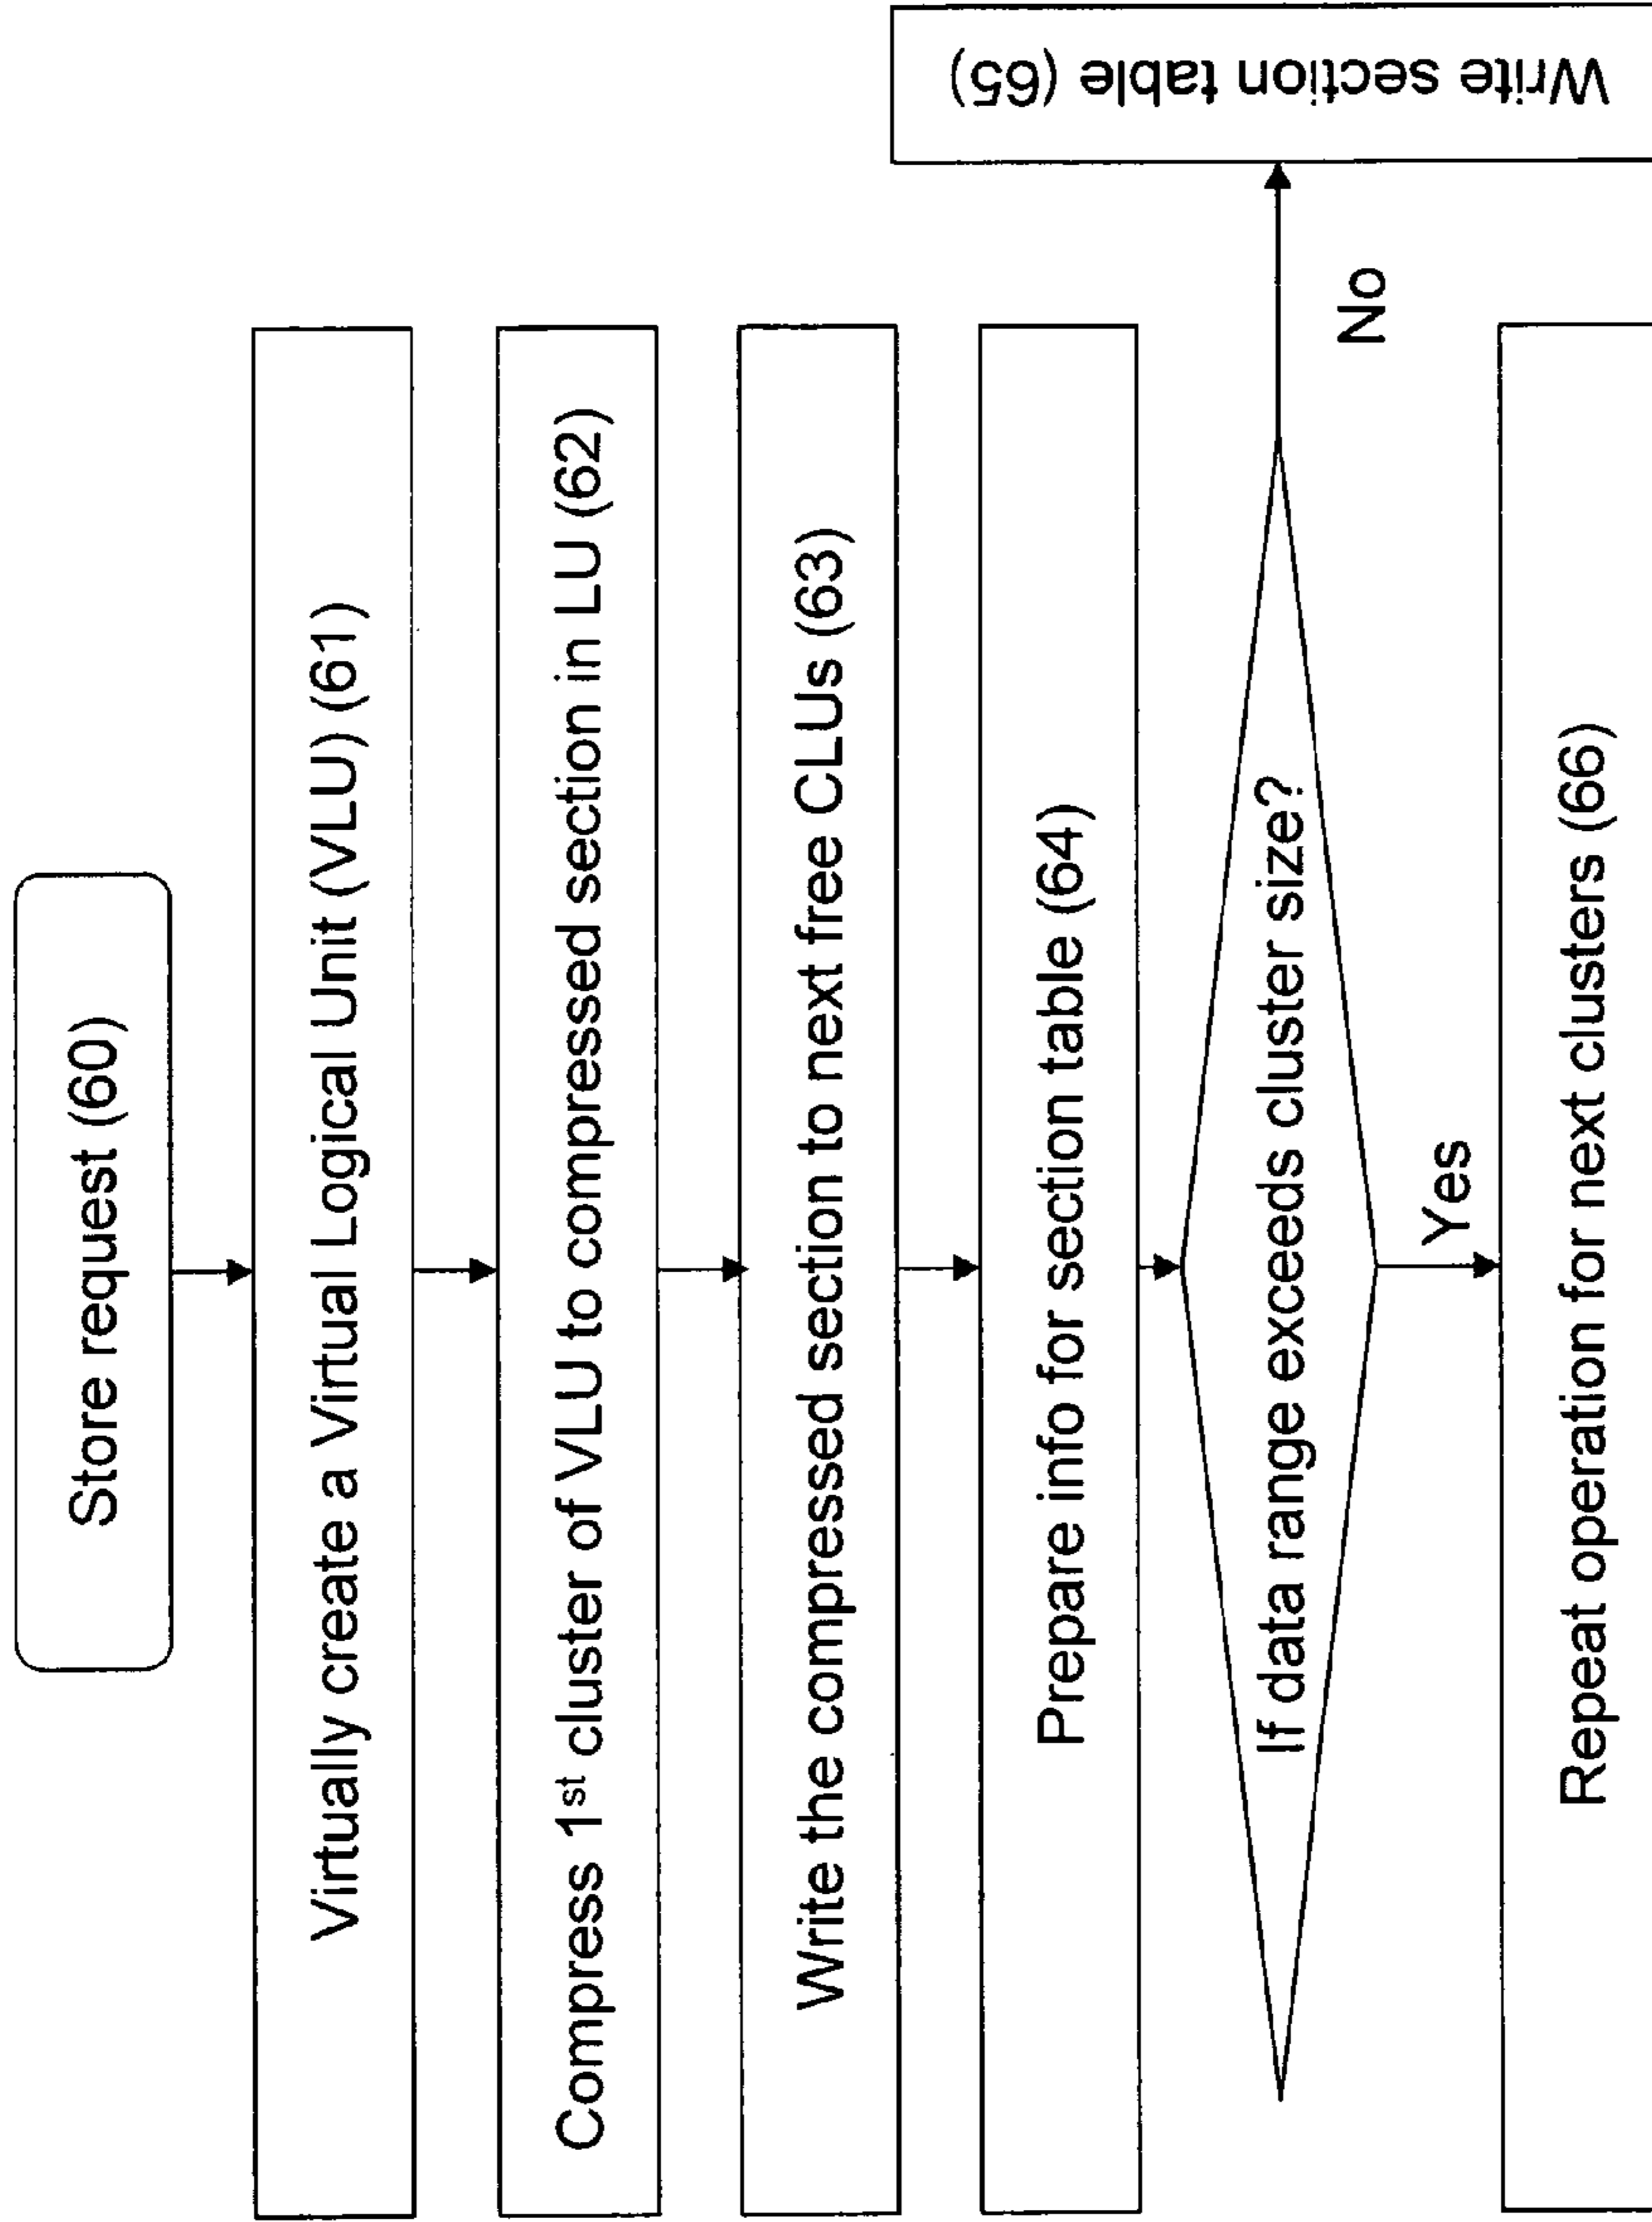 Store request (60)
Virtually create a Virtual Logical Unit (VLU) (61)
Compress 1st cluster of VLU to compressed section in LU (62)
Write the compressed section to next free CLUs (63)
Prepare info for section table (64)
If data range exceeds cluster size?
No
Write section table (65)
Yes
Repeat operation for next clusters (66)